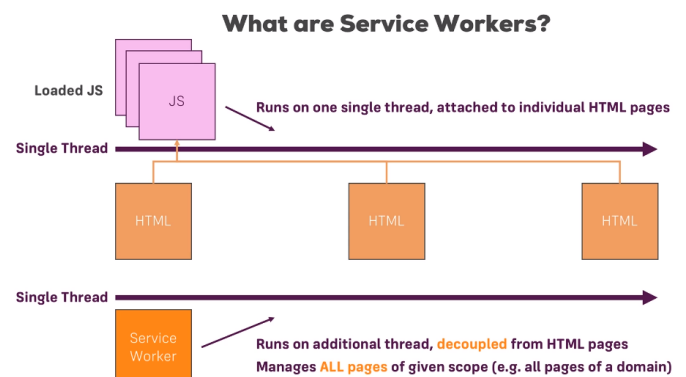 What are Service Workers?
Loaded JS
JS
Runs on one single thread, attached to individual HTML pages
Single Thread
HTML
HTML
HTML
Single Thread
Service
Worker
Runs on additional thread, decoupled from HTML pages
Manages ALL pages of given scope (e.g. all pages of a domain)